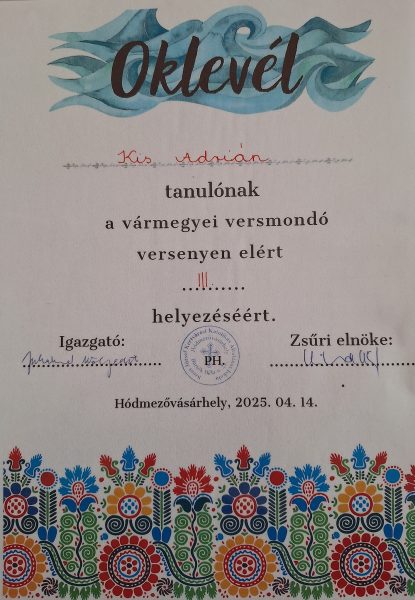 Oklevél
Kis Adrián
tanulónak
a vármegyei versmondó
versenyen elért
III.
helyezéséért.
Igazgató: Zsűri elnöke:
PH.
Hódmezővásárhely, 2025. 04. 14.